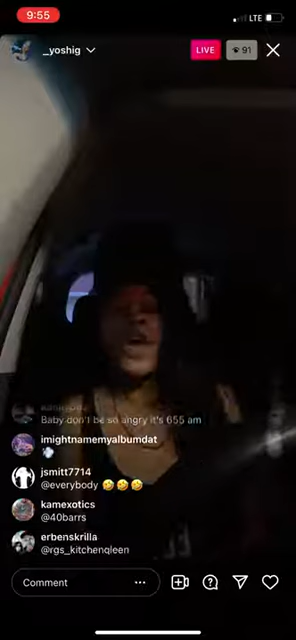 9:55
LTE
_yoshig
LIVE
91
Baby don't be so angry it's 655 am
imightnamemyalbumdat
jsmitt7714
@everybody 🤣🤣🤣
kamexotics
@40barrs
erbenskrilla
@rgs_kitchenqleen
Comment